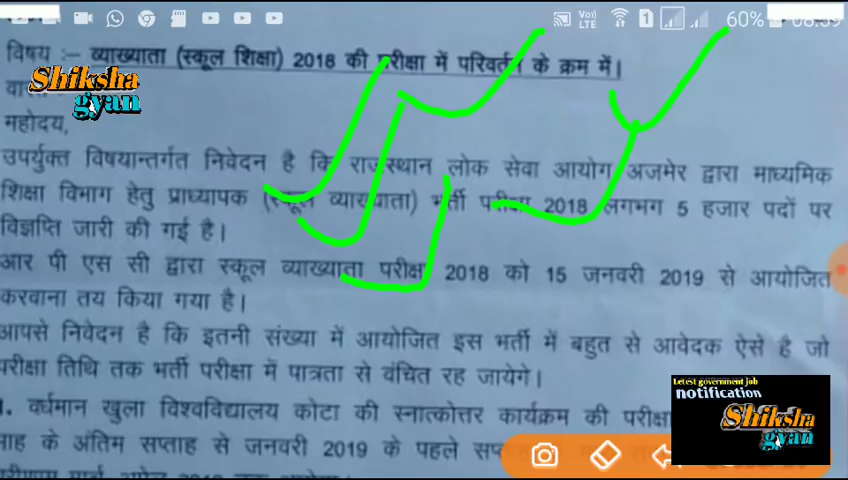 60%
विषय :- व्याख्याता (स्कूल शिक्षा) 2018 की परीक्षा में परिवर्तन के क्रम में।
Shiksha
gyan
महोदय,
उपर्युक्त विषयान्तर्गत निवेदन है कि राजस्थान लोक सेवा आयोग अजमेर द्वारा माध्यमिक
शिक्षा विभाग हेतु प्राध्यापक (स्कूल व्याख्याता) भर्ती परीक्षा 2018 लगभग 5 हजार पदों पर
विज्ञप्ति जारी की गई है।
आर पी एस सी द्वारा स्कूल व्याख्याता परीक्ष 2018 को 15 जनवरी 2019 से आयोजित
करवाना तय किया गया है।
आपसे निवेदन है कि इतनी संख्या में आयोजित इस भर्ती में बहुत से आवेदक ऐसे है जो
परीक्षा तिथि तक भर्ती परीक्षा में पात्रता से वंचित रह जायेगे।
1. वर्धमान खुला विश्वविद्यालय कोटा की स्नात्कोत्तर कार्यक्रम की
माह के अंतिम सप्ताह से जनवरी 2019 के पहले
Letest government job
notification
Shiksha
gyan